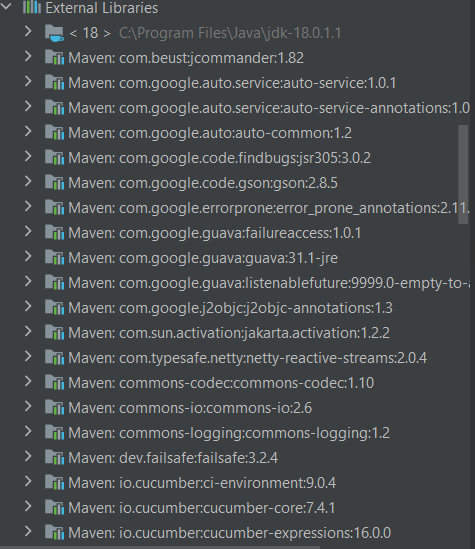 External Libraries
< 18 > C:\Program Files\Java\jdk-18.0.1.1
Maven: com.beust:jcommander:1.82
Maven: com.google.auto.service:auto-service:1.0.1
Maven: com.google.auto.service:auto-service-annotations:1.0
Maven: com.google.auto:auto-common:1.2
Maven: com.google.code.findbugs:jsr305:3.0.2
Maven: com.google.code.gson:gson:2.8.5
Maven: com.google.errorprone:error_prone_annotations:2.11.
Maven: com.google.guava:failureaccess:1.0.1
Maven: com.google.guava:guava:31.1-jre
Maven: com.google.guava:listenablefuture:9999.0-empty-to-a
Maven: com.google.j2objc:j2objc-annotations:1.3
Maven: com.sun.activation:jakarta.activation:1.2.2
Maven: com.typesafe.netty:netty-reactive-streams:2.0.4
Maven: commons-codec:commons-codec:1.10
Maven: commons-io:commons-io:2.6
Maven: commons-logging:commons-logging:1.2
Maven: dev.failsafe:failsafe:3.2.4
Maven: io.cucumber:ci-environment:9.0.4
Maven: io.cucumber:cucumber-core:7.4.1
Maven: io.cucumber:cucumber-expressions:16.0.0